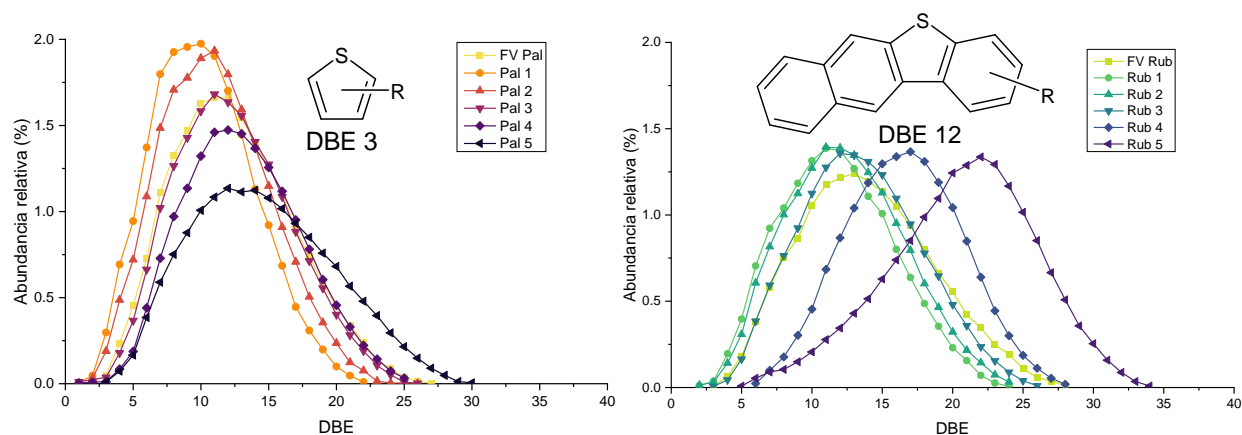 Abundancia relativa (%)
2.0
1.5
1.0
0.5
0.0
0 5 10 15 20 25 30 35 40
DBE
S
R
DBE 3
FV Pal
Pal 1
Pal 2
Pal 3
Pal 4
Pal 5
Abundancia relativa (%)
2.0
1.5
1.0
0.5
0.0
0 5 10 15 20 25 30 35 40
DBE
S
R
DBE 12
FV Rub
Rub 1
Rub 2
Rub 3
Rub 4
Rub 5